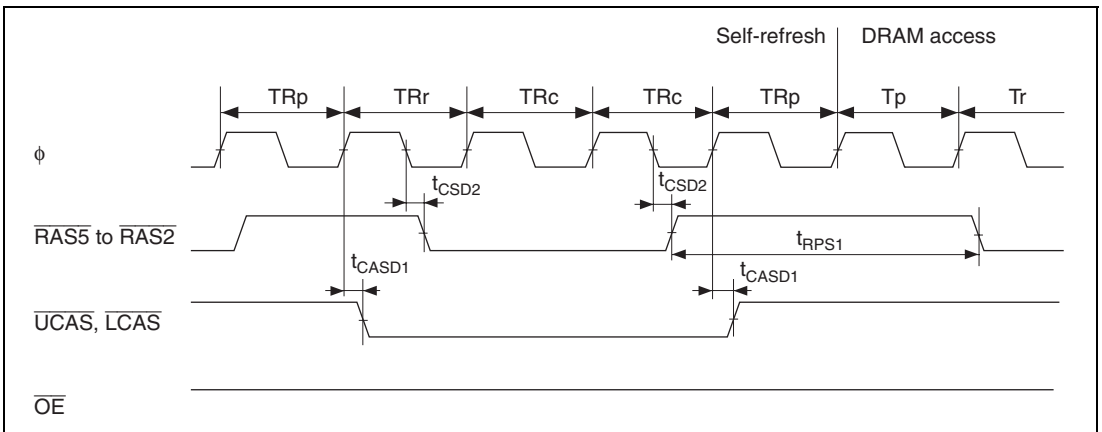 Self-refresh DRAM access
TRp TRr TRc TRc TRp Tp Tr
ϕ
tCSD2 tCSD2
RAS5 to RAS2
tRPS1
tCASD1 tCASD1
UCAS, LCAS
OE